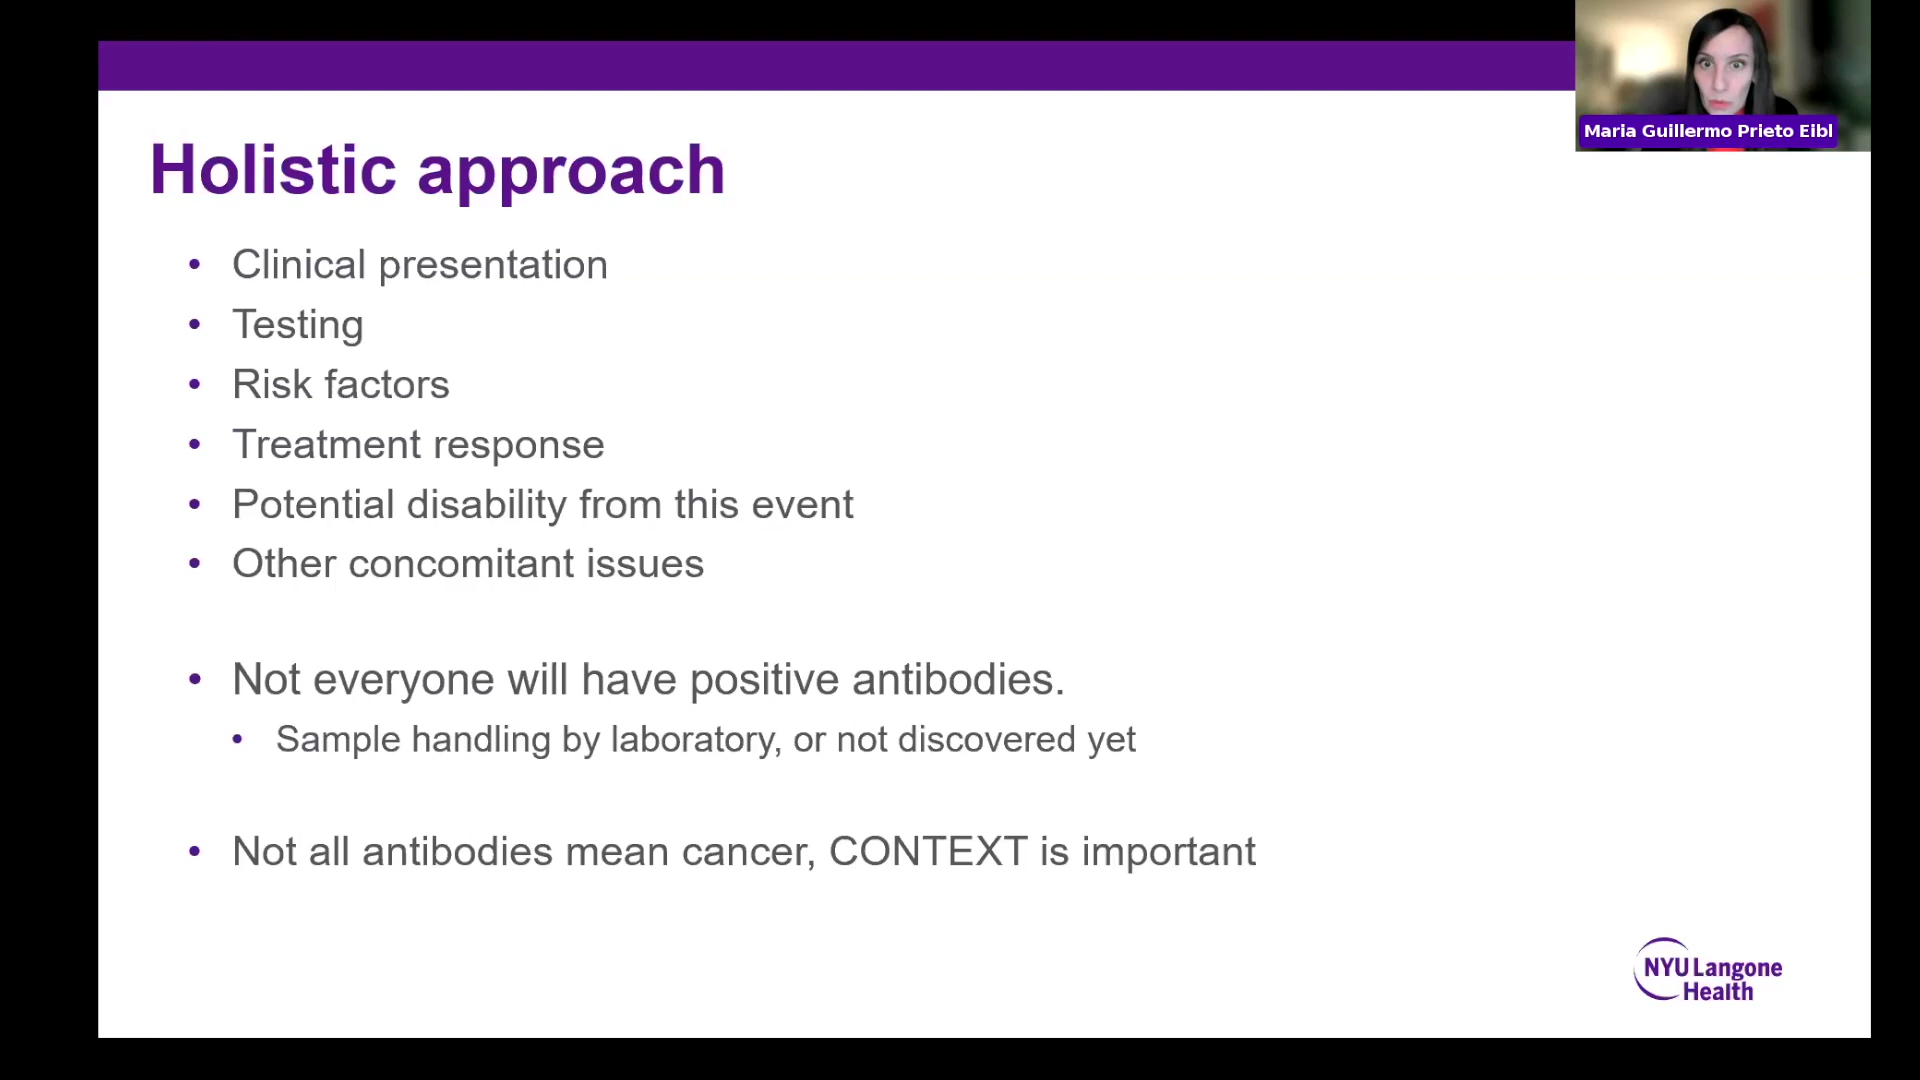 Maria Guillermo Prieto Eibl
Holistic approach
• Clinical presentation
• Testing
• Risk factors
• Treatment response
• Potential disability from this event
• Other concomitant issues
• Not everyone will have positive antibodies.
• Sample handling by laboratory, or not discovered yet
• Not all antibodies mean cancer, CONTEXT is important
NYU Langone
Health